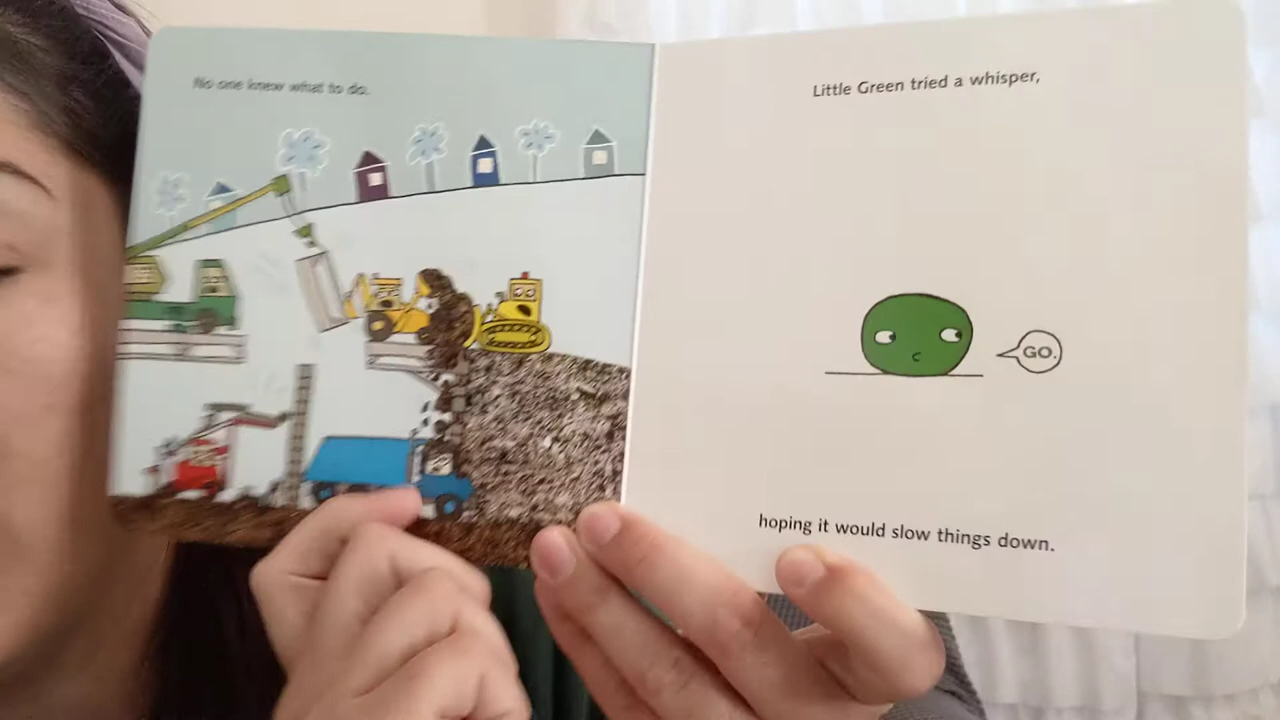 No one knew what to do.
Little Green tried a whisper,
GO.
hoping it would slow things down.